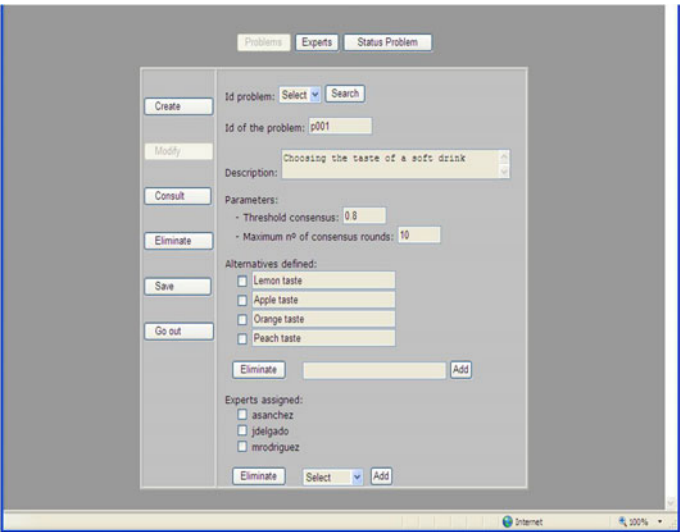 Problems Experts Status Problem
Create
Modify
Consult
Eliminate
Save
Go out
Id problem: Select Search
Id of the problem: p001
Description: Choosing the taste of a soft drink
Parameters:
- Threshold consensus: 0.8
- Maximum nº of consensus rounds: 10
Alternatives defined:
Lemon taste
Apple taste
Orange taste
Peach taste
Eliminate Add
Experts assigned:
asanchez
jdelgado
mrodriguez
Eliminate Select Add
Internet 100%